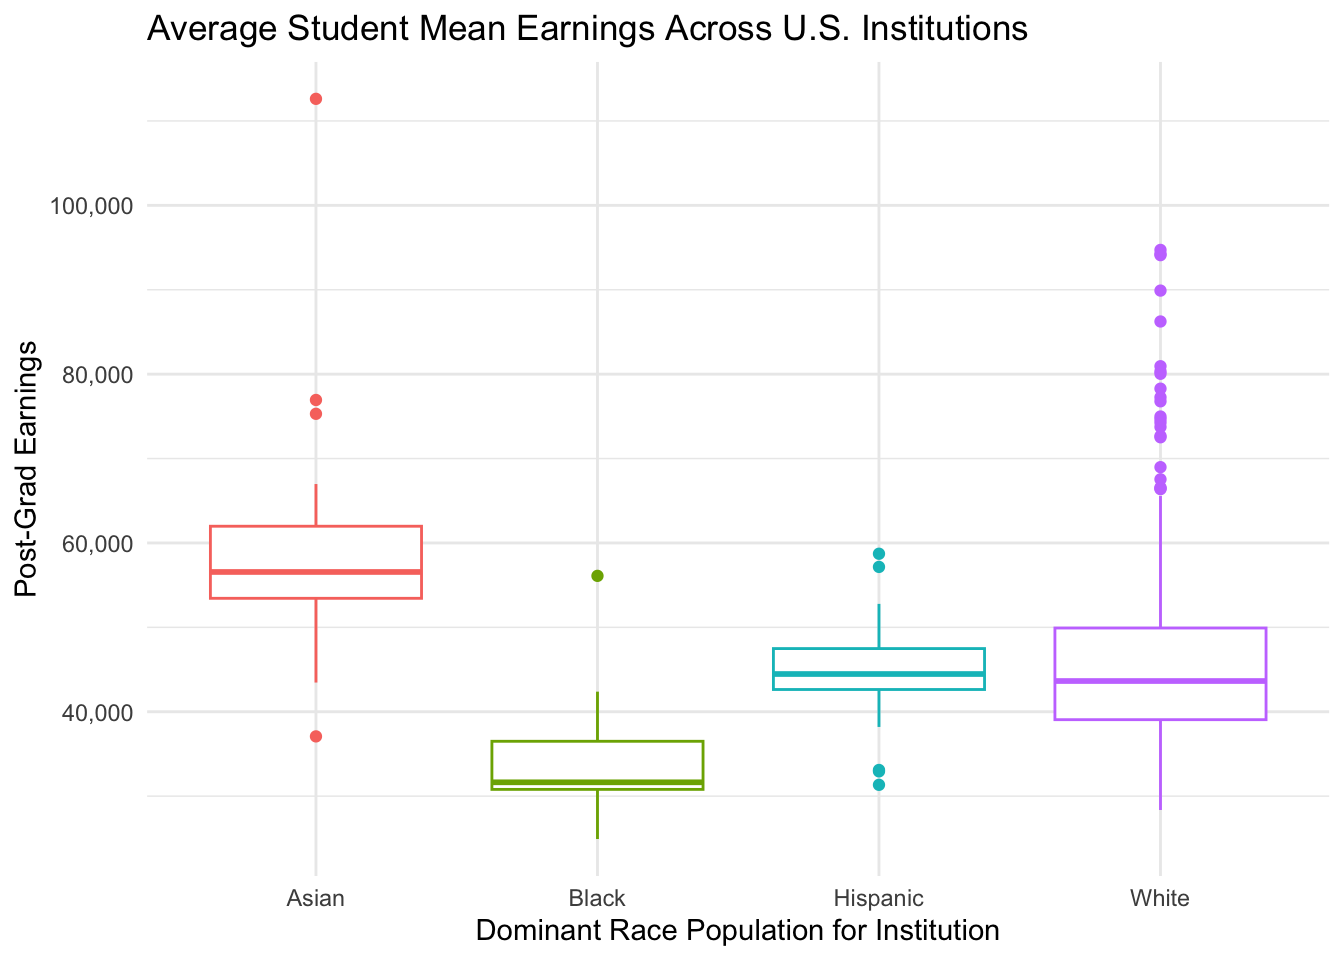 Average Student Mean Earnings Across U.S. Institutions
Post-Grad Earnings
100,000
80,000
60,000
40,000
Asian
Black
Hispanic
White
Dominant Race Population for Institution